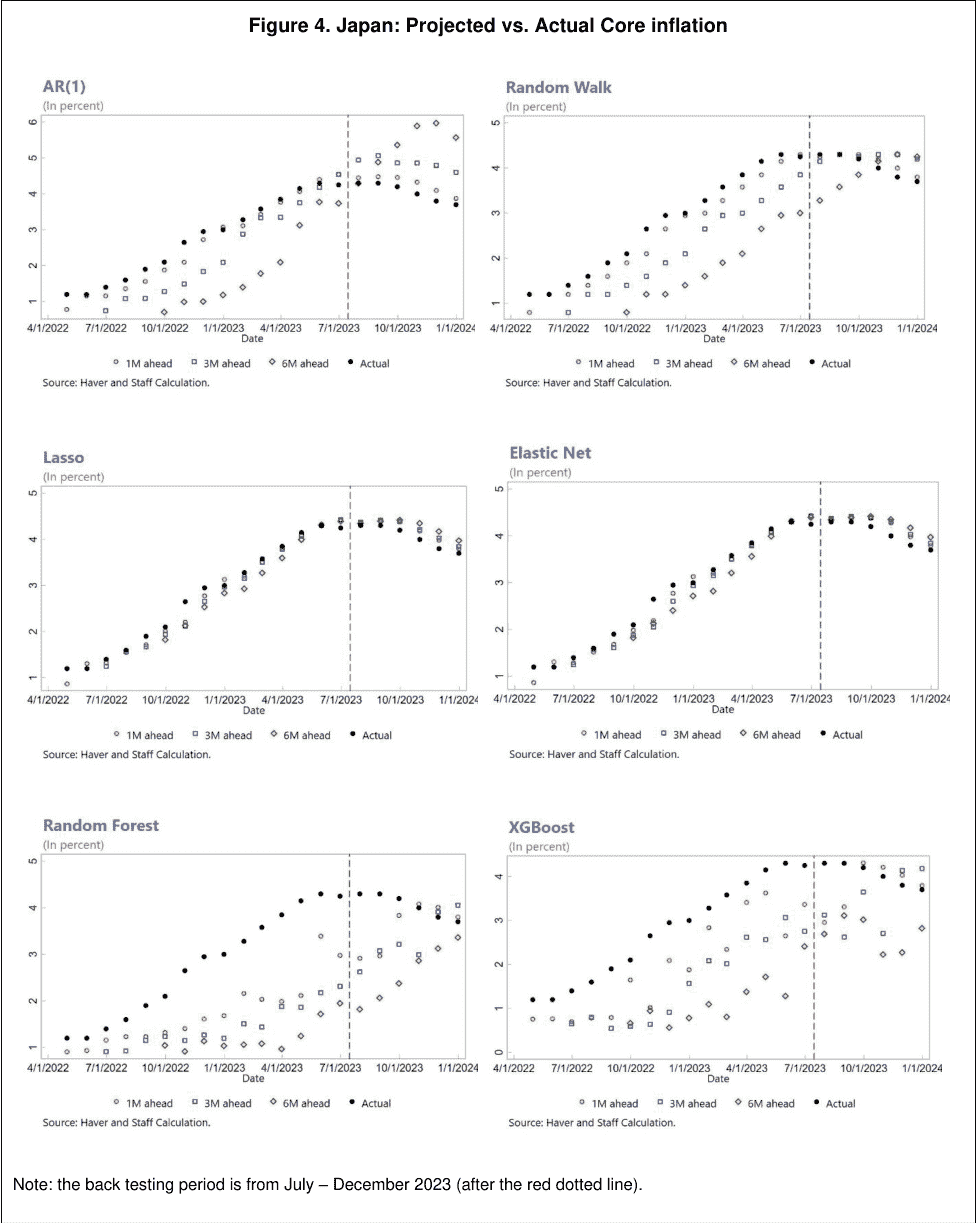 Figure 4. Japan: Projected vs. Actual Core inflation
AR(1)
(In percent)
6
5
4
3
2
1
4/1/2022 7/1/2022 10/1/2022 1/1/2023 4/1/2023 7/1/2023 10/1/2023 1/1/2024
Date
1M ahead 3M ahead 6M ahead Actual
Source: Haver and Staff Calculation.
Random Walk
(In percent)
5
4
3
2
1
4/1/2022 7/1/2022 10/1/2022 1/1/2023 4/1/2023 7/1/2023 10/1/2023 1/1/2024
Date
1M ahead 3M ahead 6M ahead Actual
Source: Haver and Staff Calculation.
Lasso
(In percent)
5
4
3
2
1
4/1/2022 7/1/2022 10/1/2022 1/1/2023 4/1/2023 7/1/2023 10/1/2023 1/1/2024
Date
1M ahead 3M ahead 6M ahead Actual
Source: Haver and Staff Calculation.
Elastic Net
(In percent)
5
4
3
2
1
4/1/2022 7/1/2022 10/1/2022 1/1/2023 4/1/2023 7/1/2023 10/1/2023 1/1/2024
Date
1M ahead 3M ahead 6M ahead Actual
Source: Haver and Staff Calculation.
Random Forest
(In percent)
5
4
3
2
1
4/1/2022 7/1/2022 10/1/2022 1/1/2023 4/1/2023 7/1/2023 10/1/2023 1/1/2024
Date
1M ahead 3M ahead 6M ahead Actual
Source: Haver and Staff Calculation.
XGBoost
(In percent)
4
3
2
1
0
4/1/2022 7/1/2022 10/1/2022 1/1/2023 4/1/2023 7/1/2023 10/1/2023 1/1/2024
Date
1M ahead 3M ahead 6M ahead Actual
Source: Haver and Staff Calculation.
Note: the back testing period is from July – December 2023 (after the red dotted line).